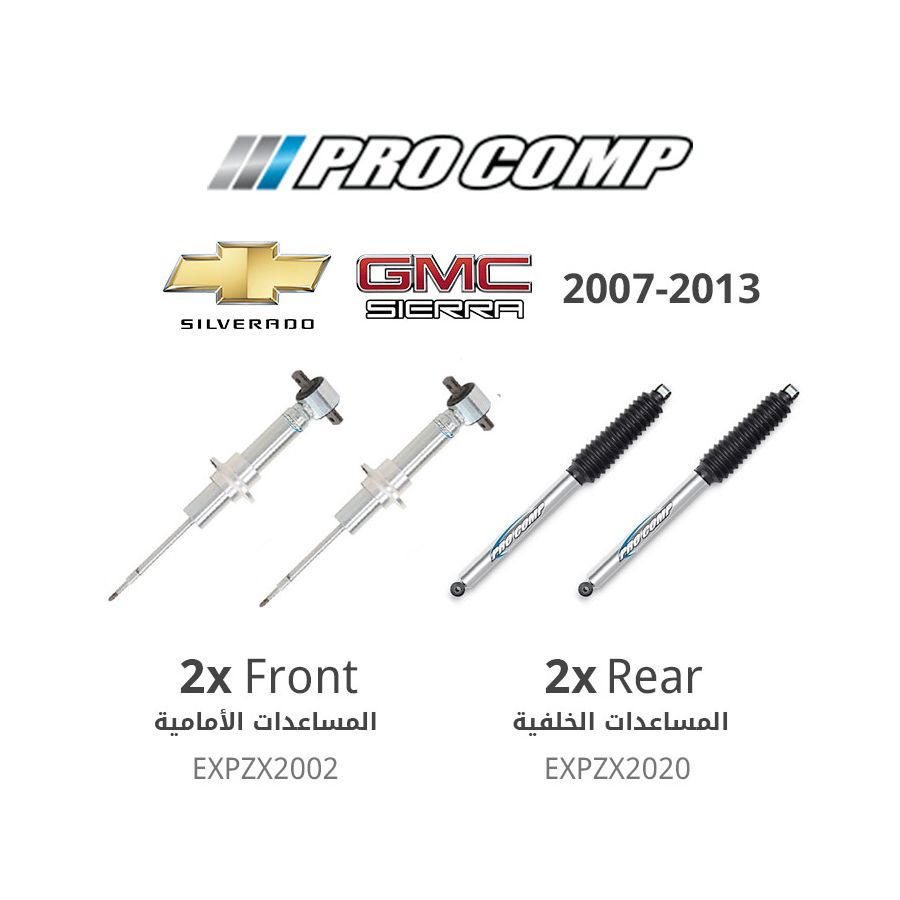 PRO COMP
SILVERADO
GMC
SIERRA
2007-2013
PRO COMP
PRO COMP
2x Front
المساعدات الأمامية
EXPZX2002
2x Rear
المساعدات الخلفية
EXPZX2020